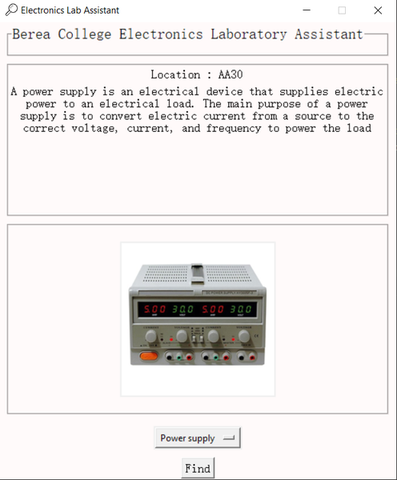 Electronics Lab Assistant
Berea College Electronics Laboratory Assistant
Location : AA30
A power supply is an electrical device that supplies electric
power to an electrical load. The main purpose of a power
supply is to convert electric current from a source to the
correct voltage, current, and frequency to power the load
5.00 30.0 5.00 30.0
Power supply
Find